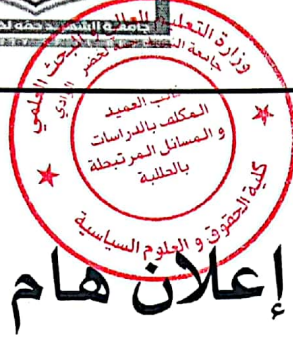 جامعة الشهيد حمه لخضر
وزارة التعليم العالي والبحث العلمي
جامعة الشهيد حمه لخضر الوادي
نائب العميد
المكلف بالدراسات
و المسائل المرتبطة
بالطلبة
كلية الحقوق و العلوم السياسية
إعلان هام